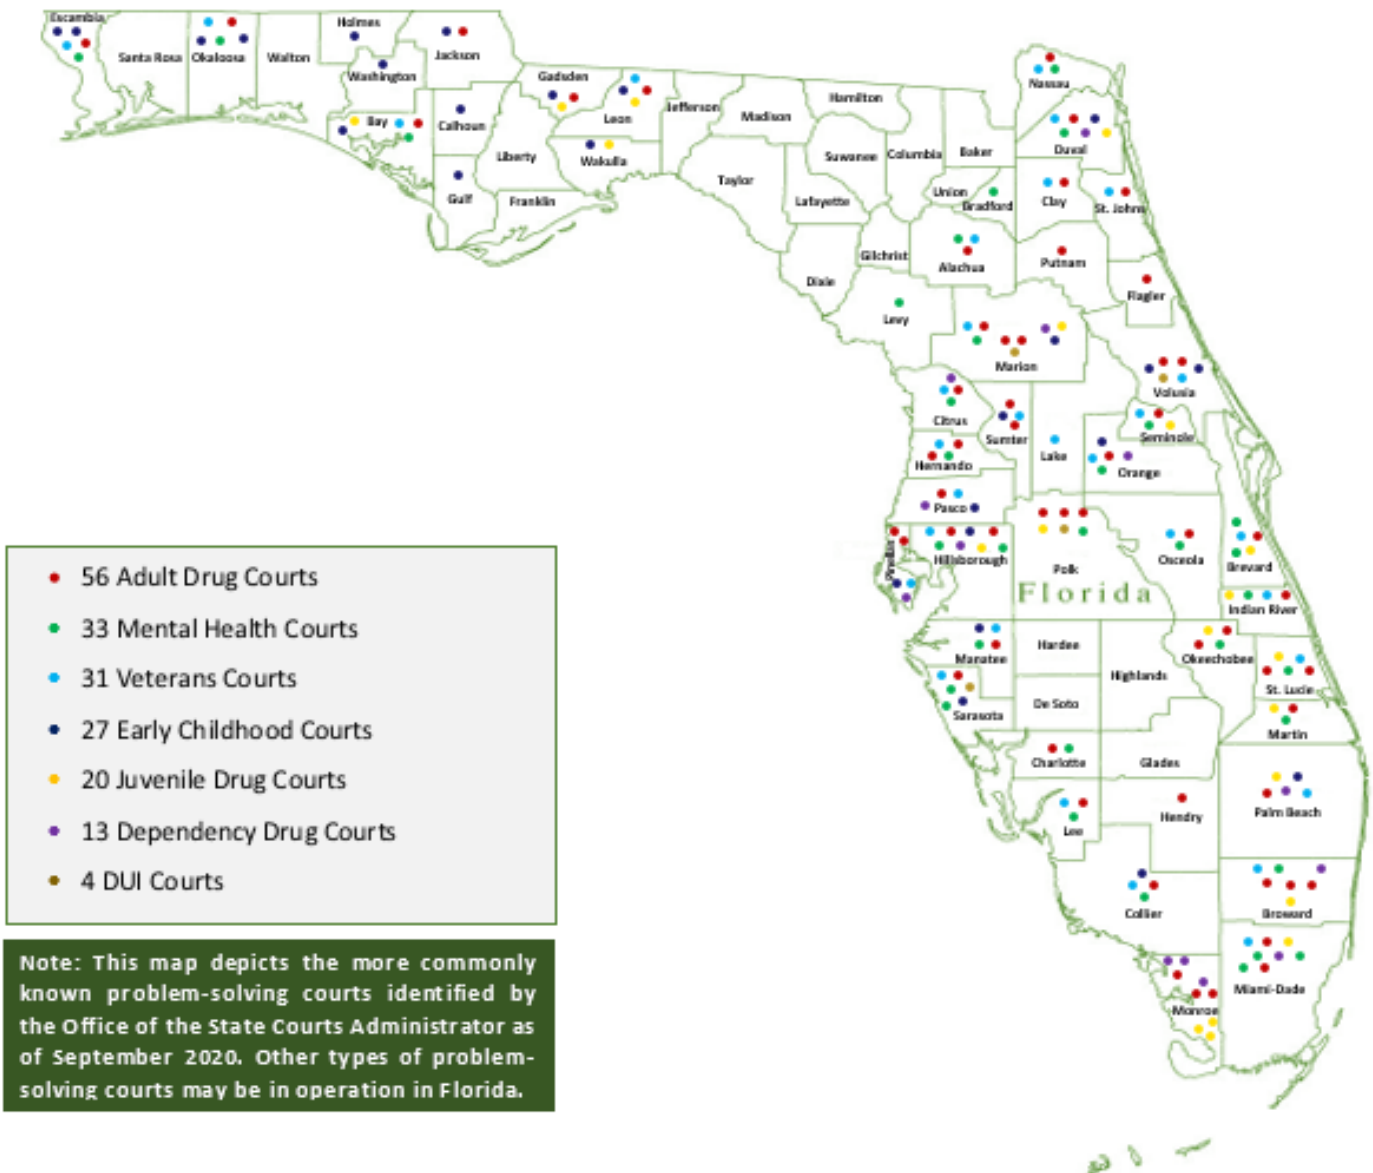 Escambia
Santa Rosa
Okaloosa
Walton
Holmes
Washington
Jackson
Bay
Calhoun
Gulf
Gadsden
Liberty
Franklin
Leon
Wakulla
Jefferson
Madison
Taylor
Hamilton
Suwanee
Lafayette
Columbia
Baker
Union
Bradford
Nassau
Duval
Clay
St. Johns
Gilchrist
Alachua
Putnam
Flagler
Dixie
Levy
Marion
Volusia
Citrus
Sumter
Lake
Seminole
Orange
Hernando
Pasco
Pinellas
Hillsborough
Polk
Osceola
Brevard
Florida
Indian River
Manatee
Hardee
Highlands
Okeechobee
St. Lucie
Sarasota
De Soto
Martin
Charlotte
Glades
Lee
Hendry
Palm Beach
Collier
Broward
Miami-Dade
Monroe
56 Adult Drug Courts
33 Mental Health Courts
31 Veterans Courts
27 Early Childhood Courts
20 Juvenile Drug Courts
13 Dependency Drug Courts
4 DUI Courts
Note: This map depicts the more commonly
known problem-solving courts identified by
the Office of the State Courts Administrator as
of September 2020. Other types of problem-
solving courts may be in operation in Florida.